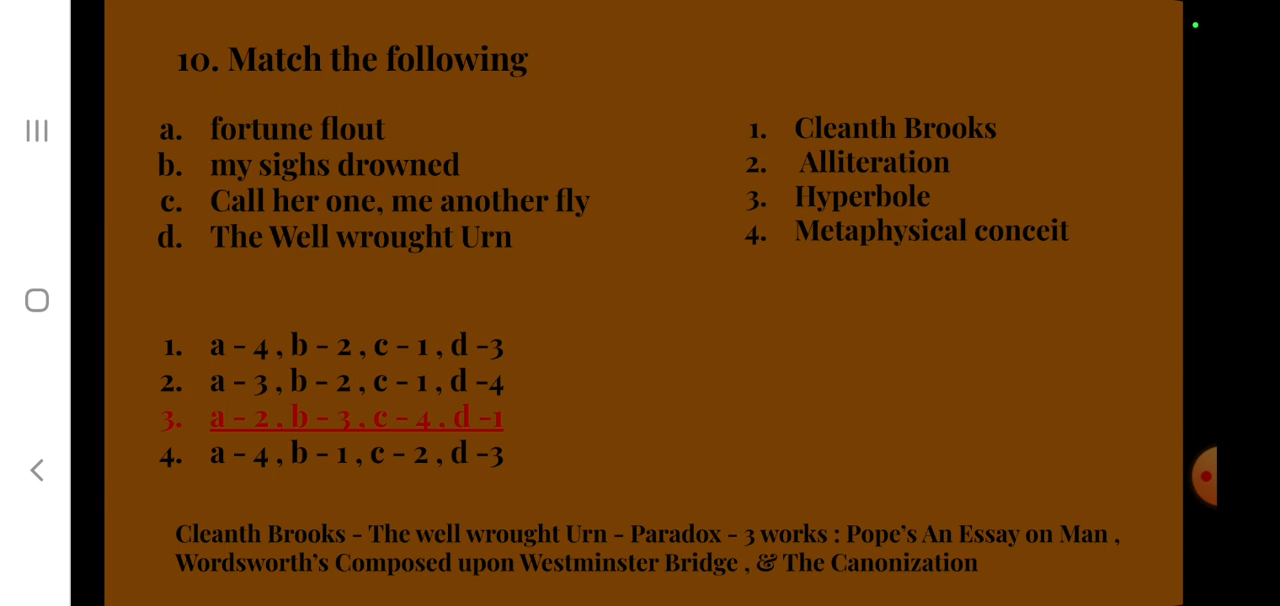 10. Match the following
a. fortune flout
b. my sighs drowned
c. Call her one, me another fly
d. The Well wrought Urn
1. Cleanth Brooks
2. Alliteration
3. Hyperbole
4. Metaphysical conceit
1. a - 4 , b - 2 , c - 1 , d -3
2. a - 3 , b - 2 , c - 1 , d -4
3. a - 2 , b - 3 , c - 4 , d -1
4. a - 4 , b - 1 , c - 2 , d -3
Cleanth Brooks - The well wrought Urn - Paradox - 3 works : Pope's An Essay on Man ,
Wordsworth's Composed upon Westminster Bridge , & The Canonization